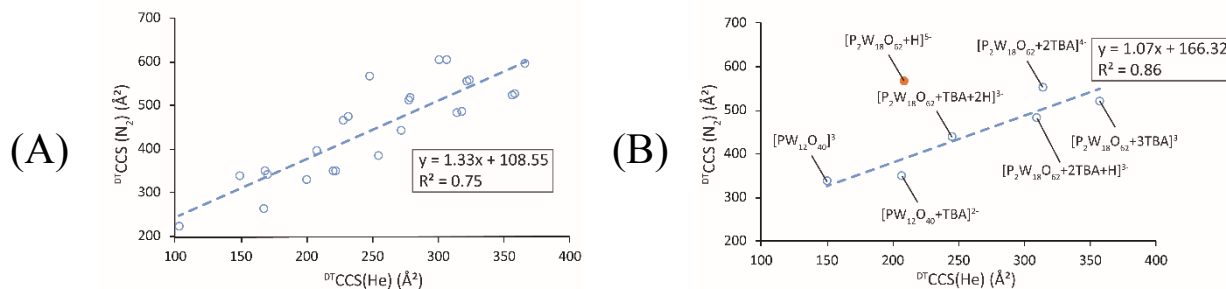 (A)
ᴰᵀCCS (N₂) (Å²)
700
600
500
400
300
200
100
150
200
250
300
350
400
ᴰᵀCCS(He) (Å²)
y = 1.33x + 108.55
R² = 0.75
(B)
ᴰᵀCCS (N₂) (Å²)
700
600
500
400
300
200
100
150
200
250
300
350
400
ᴰᵀCCS(He) (Å²)
[P₂W₁₈O₆₂+H]⁵⁻
[P₂W₁₈O₆₂+2TBA]⁴⁻
y = 1.07x + 166.32
R² = 0.86
[P₂W₁₈O₆₂+TBA+2H]³⁻
[PW₁₂O₄₀]³
[P₂W₁₈O₆₂+3TBA]³
[P₂W₁₈O₆₂+2TBA+H]³⁻
[PW₁₂O₄₀+TBA]²⁻